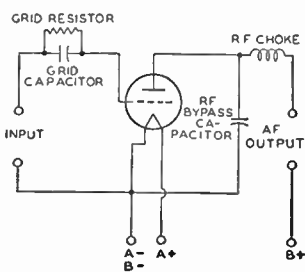 GRID RESISTOR
GRID
CAPACITOR
RF CHOKE
RF
BYPASS
CA-
PACITOR
INPUT
AF
OUTPUT
A-
B-
A+
B+